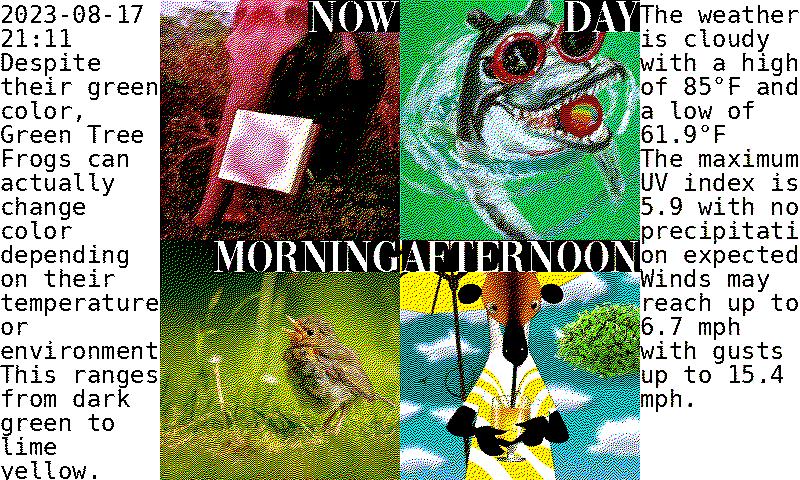 2023-08-17
21:11
Despite
their green
color,
Green Tree
Frogs can
actually
change
color
depending
on their
temperature
or
environment
This ranges
from dark
green to
lime
yellow.
NOW
DAY
MORNING
AFTERNOON
The weather
is cloudy
with a high
of 85°F and
a low of
61.9°F
The maximum
UV index is
5.9 with no
precipitati
on expected
Winds may
reach up to
6.7 mph
with gusts
up to 15.4
mph.